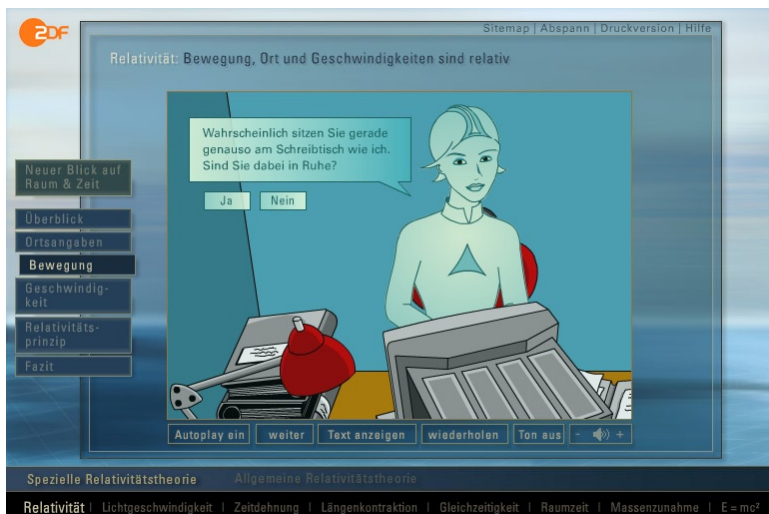 ZDF
Sitemap | Abspann | Druckversion | Hilfe
Relativität: Bewegung, Ort und Geschwindigkeiten sind relativ
Wahrscheinlich sitzen Sie gerade
genauso am Schreibtisch wie ich.
Sind Sie dabei in Ruhe?
Ja Nein
Neuer Blick auf
Raum & Zeit
Überblick
Ortsangaben
Bewegung
Geschwindig-
keit
Relativitäts-
prinzip
Fazit
Autoplay ein weiter Text anzeigen wiederholen Ton aus - +
Spezielle Relativitätstheorie Allgemeine Relativitätstheorie
Relativität | Lichtgeschwindigkeit | Zeitdehnung | Längenkontraktion | Gleichzeitigkeit | Raumzeit | Massenzunahme | E = mc²